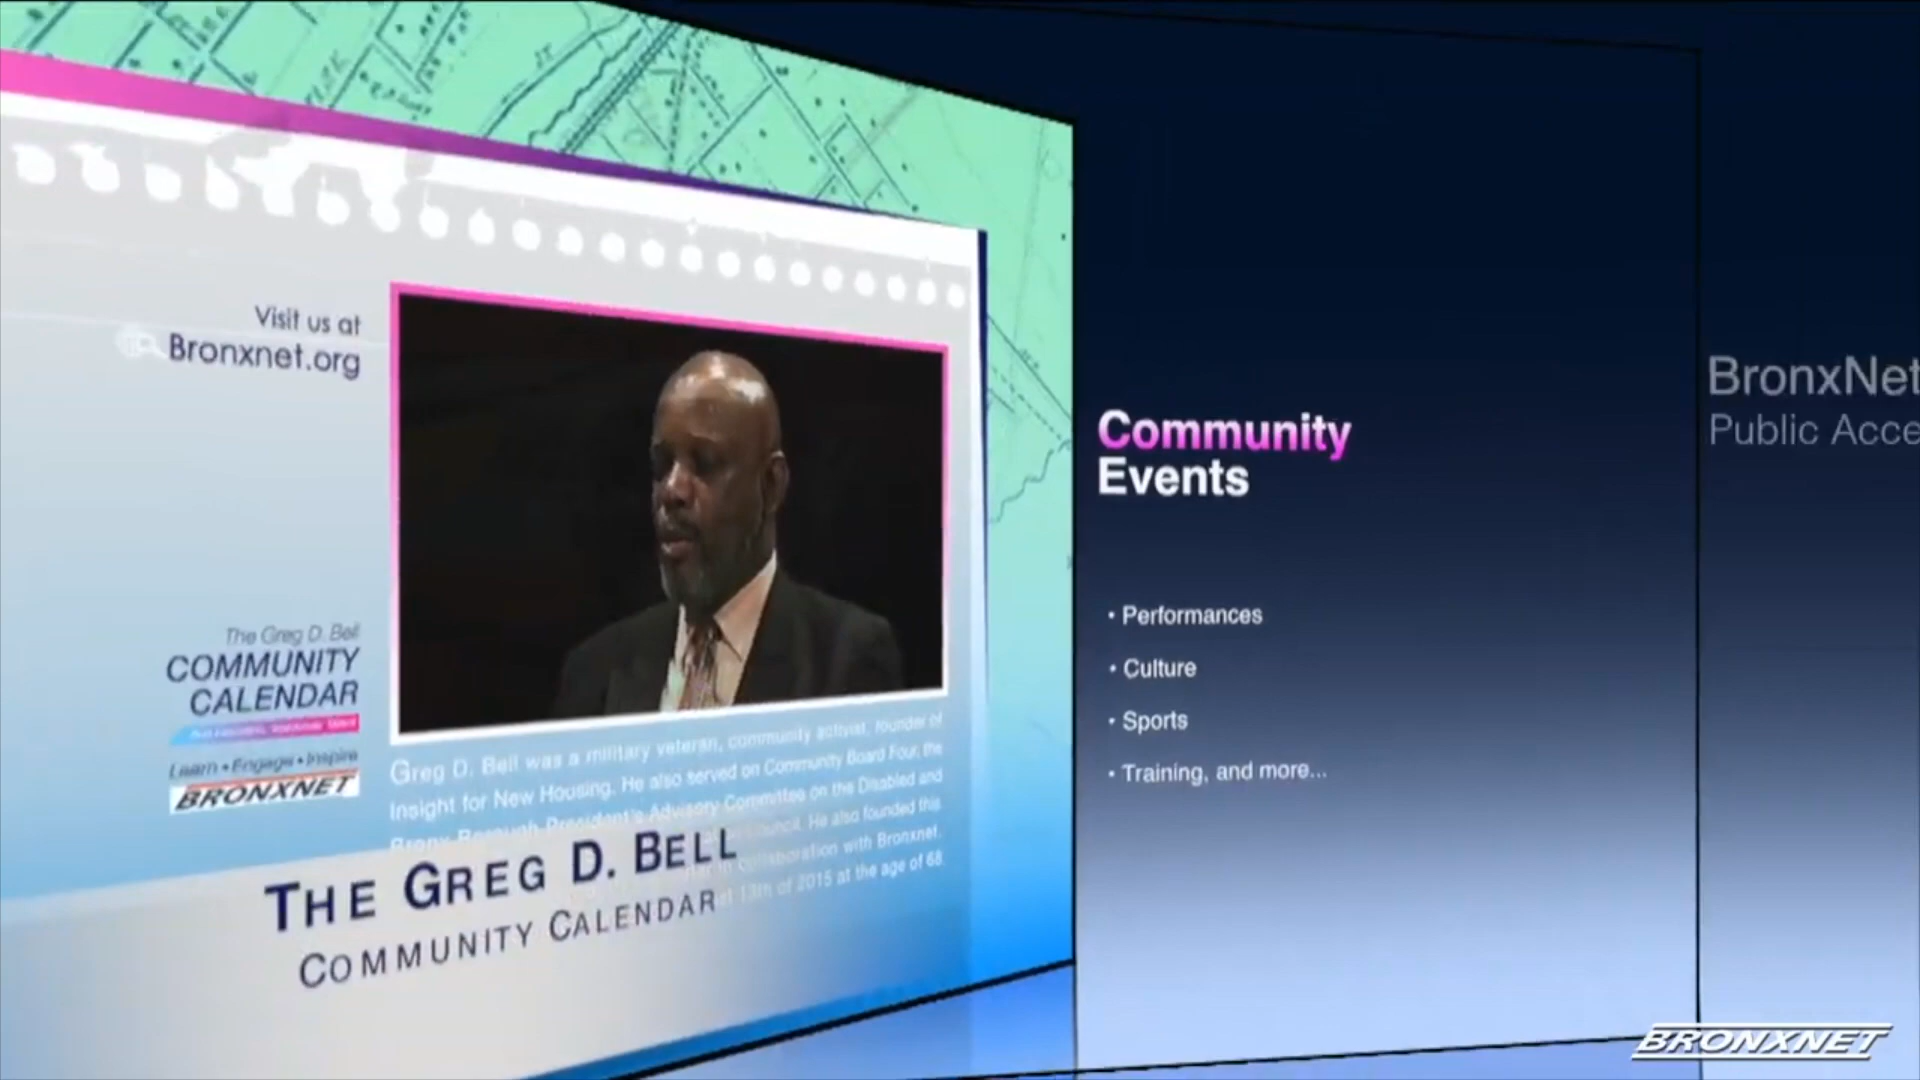 Visit us at
Bronxnet.org
The Greg D. Bell
COMMUNITY
CALENDAR
Learn • Engage • Inspire
BRONXNET
Greg D. Bell was a military veteran, community activist, founder of
Insight for New Housing. He also served on Community Board Four, the
Bronx Borough President's Advisory Committee on the Disabled and
Council. He also founded this
in collaboration with Bronxnet.
13th of 2015 at the age of 68
THE GREG D. BELL
COMMUNITY CALENDAR
Community
Events
• Performances
• Culture
• Sports
• Training, and more...
BronxNet
Public Acce
BRONXNET